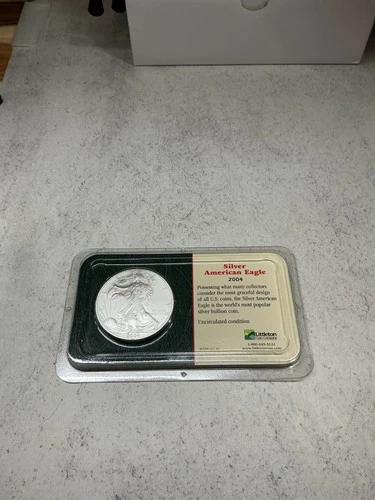 Silver
American Eagle
2004
Possessing what many collectors
consider the most graceful design
of all U.S. coins, the Silver American
Eagle is the world's most popular
silver bullion coin.
Uncirculated condition
Littleton